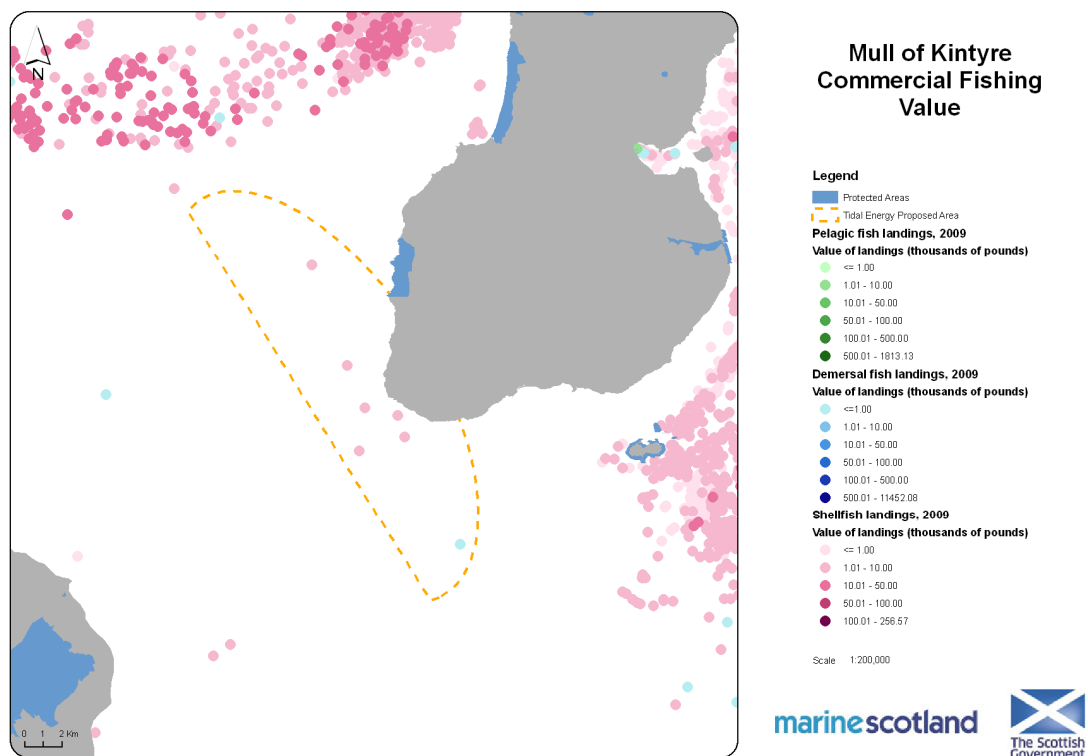 Mull of Kintyre
Commercial Fishing
Value
Legend
Protected Areas
Tidal Energy Proposed Area
Pelagic fish landings, 2009
Value of landings (thousands of pounds)
<= 1.00
1.01 - 10.00
10.01 - 50.00
50.01 - 100.00
100.01 - 500.00
500.01 - 1813.13
Demersal fish landings, 2009
Value of landings (thousands of pounds)
<=1.00
1.01 - 10.00
10.01 - 50.00
50.01 - 100.00
100.01 - 500.00
500.01 - 11452.08
Shellfish landings, 2009
Value of landings (thousands of pounds)
<= 1.00
1.01 - 10.00
10.01 - 50.00
50.01 - 100.00
100.01 - 256.57
Scale 1:200,000
marinescotland
The Scottish
Government
N
0 1 2 Km